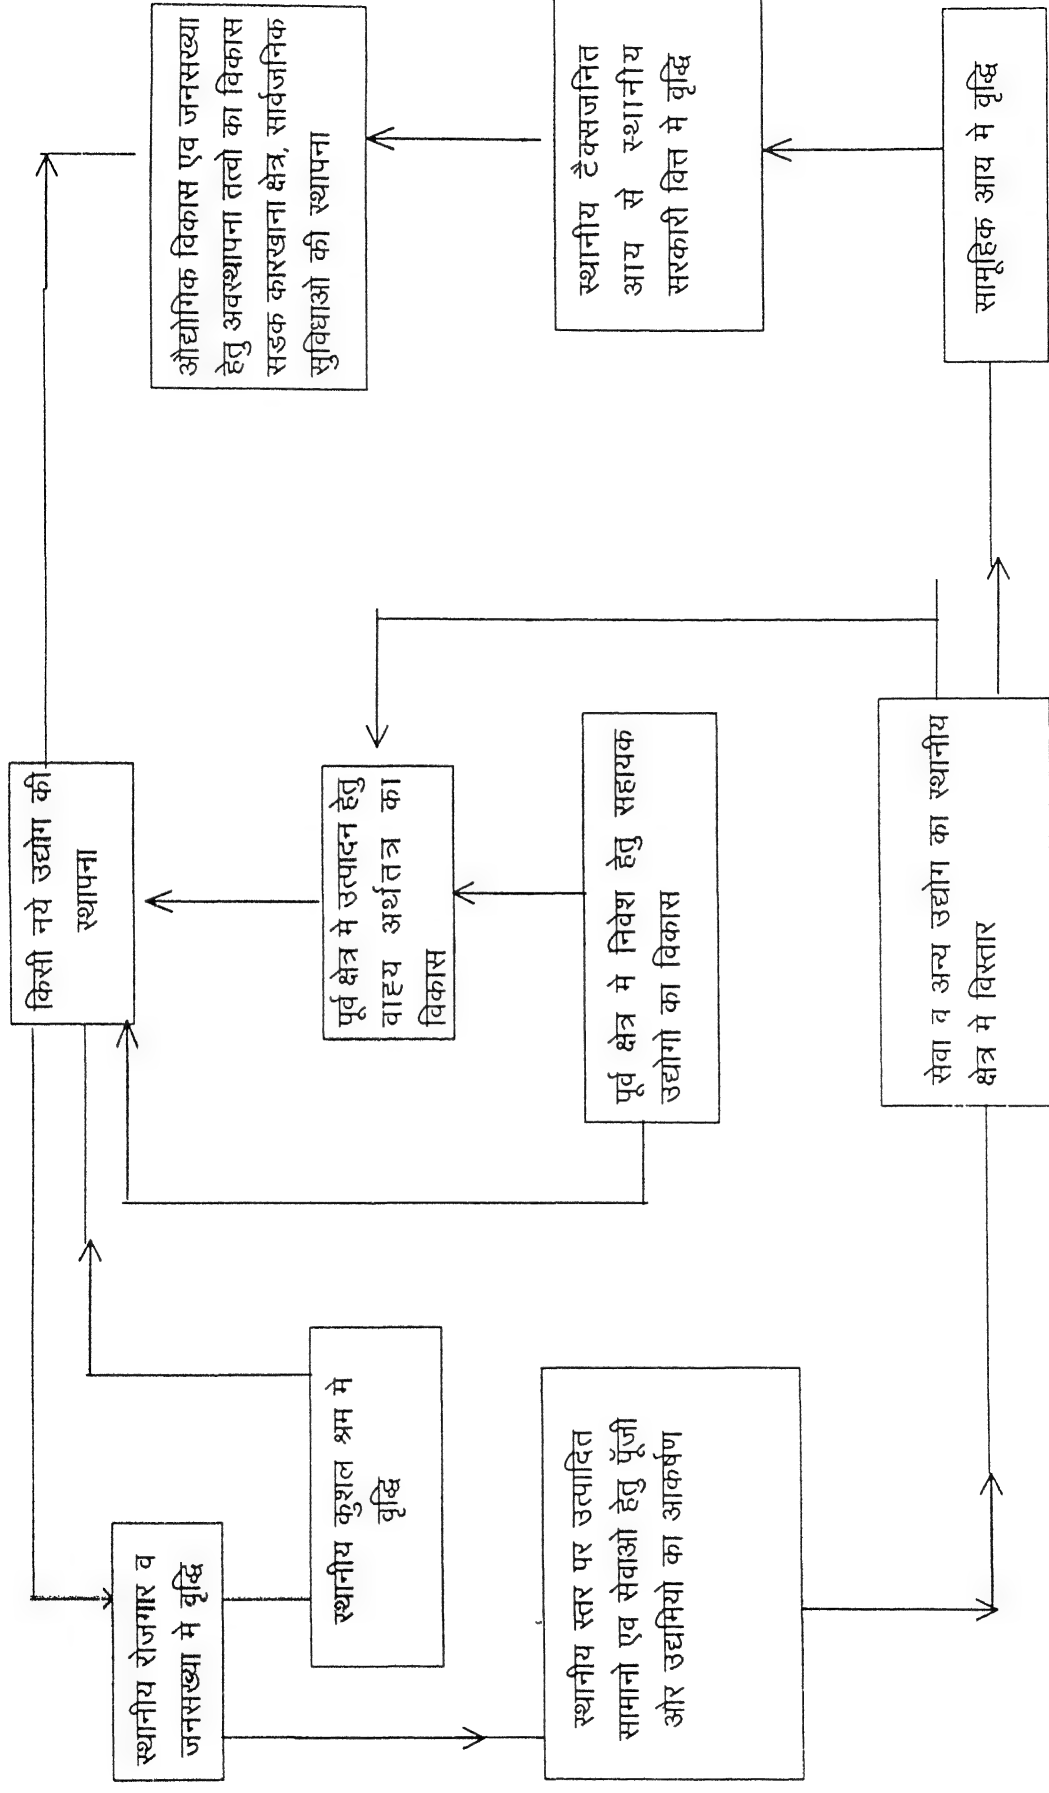 किसी नये उद्योग की
स्थापना
स्थानीय रोजगार व
जनसख्या मे वृद्धि
स्थानीय कुशल श्रम मे
वृद्धि
पूर्व क्षेत्र मे उत्पादन हेतु
वाहय अर्थतत्र का
विकास
औद्योगिक विकास एव जनसख्या
हेतु अवस्थापना तत्वो का विकास
सडक कारखाना क्षेत्र, सार्वजनिक
सुविधाओ की स्थापना
स्थानीय स्तर पर उत्पादित
सामानो एव सेवाओ हेतु पूँजी
और उद्यमियो का आकर्षण
पूर्व क्षेत्र मे निवेश हेतु सहायक
उद्योगो का विकास
स्थानीय टैक्सजनित
आय से स्थानीय
सरकारी वित्त मे वृद्धि
सेवा व अन्य उद्योग का स्थानीय
क्षेत्र मे विस्तार
सामूहिक आय मे वृद्धि